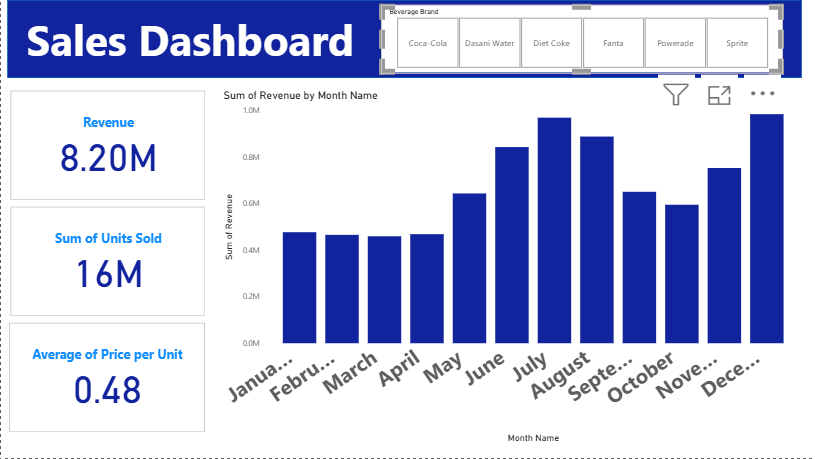 Sales Dashboard
Beverage Brand
Coca-Cola
Dasani Water
Diet Coke
Fanta
Powerade
Sprite
Revenue
8.20M
Sum of Units Sold
16M
Average of Price per Unit
0.48
Sum of Revenue by Month Name
Sum of Revenue
1.0M
0.8M
0.6M
0.4M
0.2M
0.0M
Janua...
Febru...
March
April
May
June
July
August
Septe...
October
Nove...
Dece...
Month Name